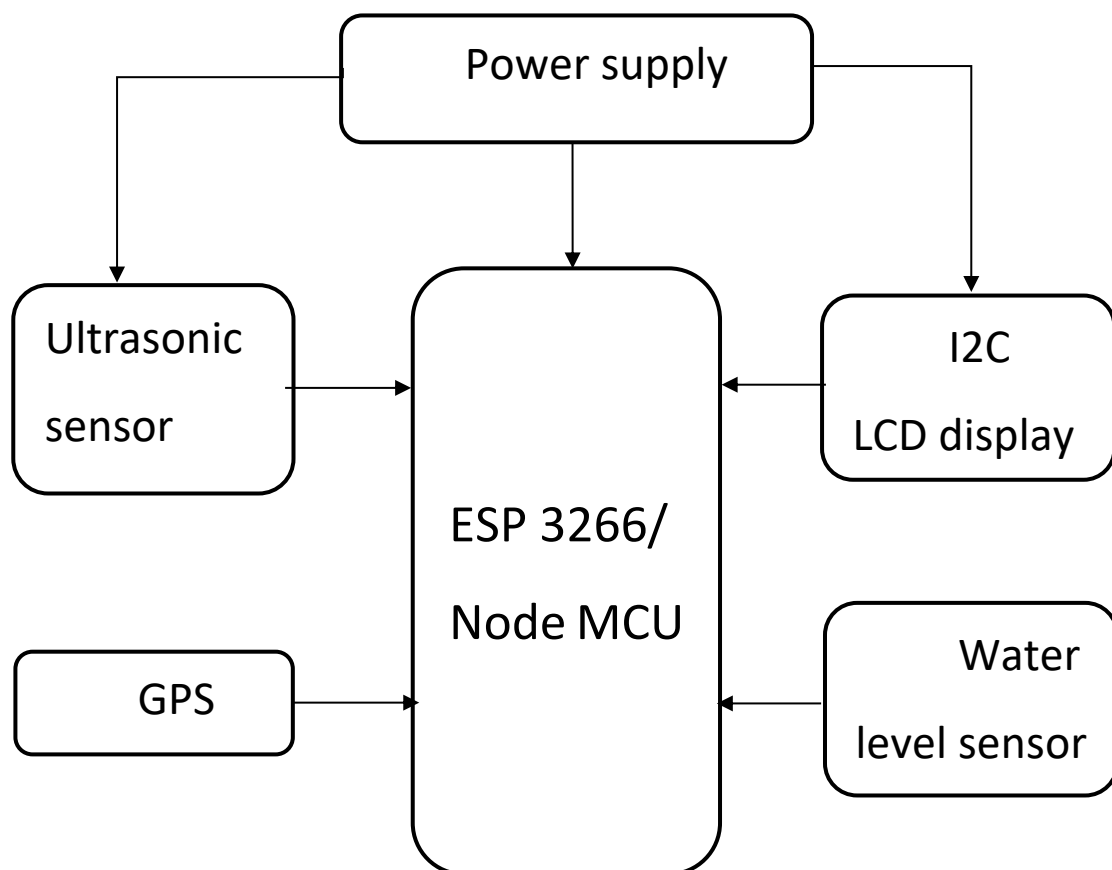 Power supply
Ultrasonic
sensor
I2C
LCD display
ESP 3266/
Node MCU
GPS
Water
level sensor